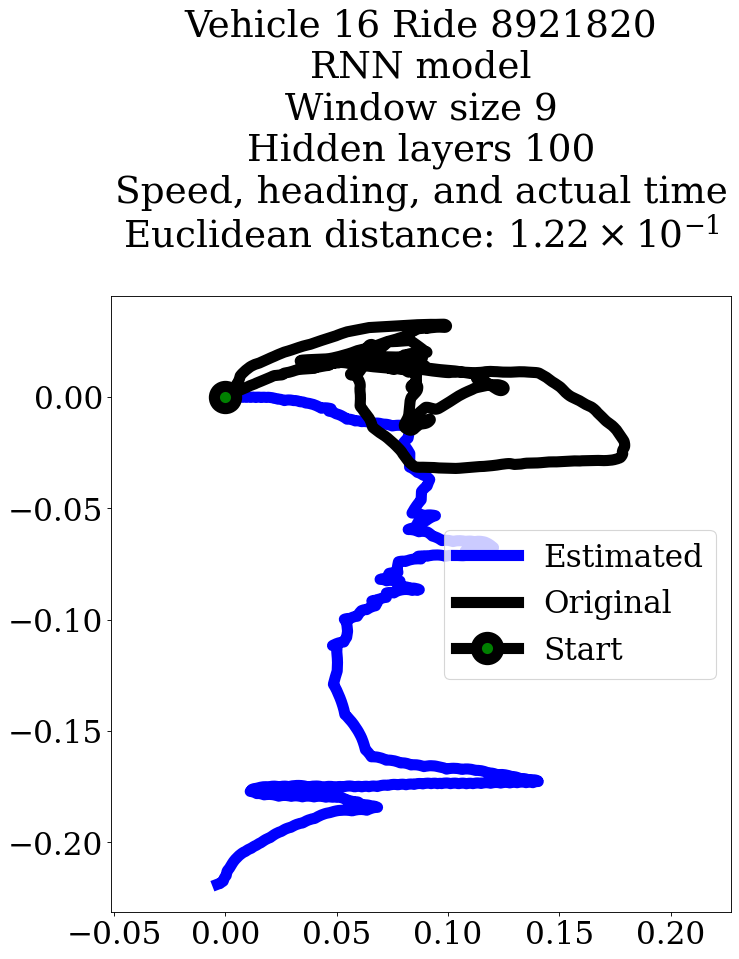 Vehicle 16 Ride 8921820
RNN model
Window size 9
Hidden layers 100
Speed, heading, and actual time
Euclidean distance: 1.22 × 10⁻¹
0.00
−0.05
−0.10
−0.15
−0.20
Estimated
Original
Start
−0.05 0.00 0.05 0.10 0.15 0.20